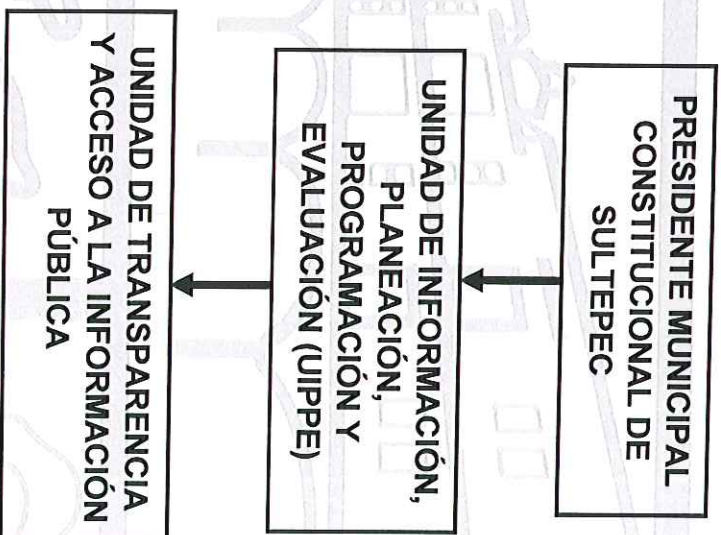 PRESIDENTE MUNICIPAL
CONSTITUCIONAL DE
SULTEPEC
UNIDAD DE INFORMACIÓN,
PLANEACIÓN,
PROGRAMACIÓN Y
EVALUACIÓN (UIPPE)
UNIDAD DE TRANSPARENCIA
Y ACCESO A LA INFORMACIÓN
PÚBLICA